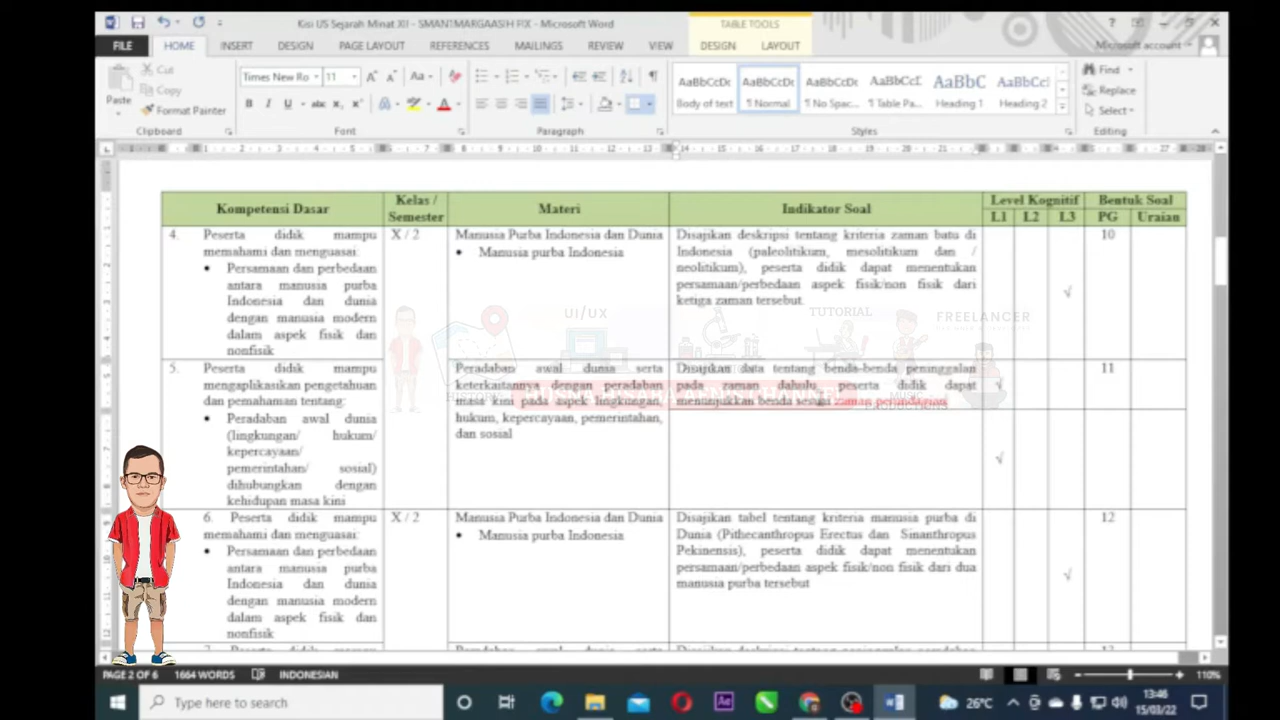 Kisi US Sejarah Minat XII - SMAN1MARGAASIH FIX - Microsoft Word
TABLE TOOLS
FILE HOME INSERT DESIGN PAGE LAYOUT REFERENCES MAILINGS REVIEW VIEW DESIGN LAYOUT
Microsoft account
Cut
Copy
Format Painter
Paste
Times New Ro 11
AaBbCcDc AaBbCcDc AaBbCcDc AaBbCcI AaBbC AaBbCcI
Body of text ¶ Normal ¶ No Spac... ¶ Table Pa... Heading 1 Heading 2
Find
Replace
Select
Clipboard Font Paragraph Styles Editing
Kompetensi Dasar
Kelas /
Semester
Materi
Indikator Soal
Level Kognitif
L1 L2 L3
Bentuk Soal
PG Uraian
4. Peserta didik mampu
memahami dan menguasai:
• Persamaan dan perbedaan
antara manusia purba
Indonesia dan dunia
dengan manusia modern
dalam aspek fisik dan
nonfisik
X / 2
Manusia Purba Indonesia dan Dunia
• Manusia purba Indonesia
Disajikan deskripsi tentang kriteria zaman batu di
Indonesia (paleolitikum, mesolitikum dan /
neolitikum), peserta didik dapat menentukan
persamaan/perbedaan aspek fisik/non fisik dari
ketiga zaman tersebut.
√
10
5. Peserta didik mampu
mengaplikasikan pengetahuan
dan pemahaman tentang:
• Peradaban awal dunia
(lingkungan/ hukum/
kepercayaan/
pemerintahan/ sosial)
dihubungkan dengan
kehidupan masa kini
Peradaban awal dunia serta
keterkaitannya dengan peradaban
masa kini pada aspek lingkungan,
hukum, kepercayaan, pemerintahan,
dan sosial
Disajikan data tentang benda-benda peninggalan
pada zaman dahulu peserta didik dapat
menunjukkan benda sesuai zaman
√
11
√
6. Peserta didik mampu
memahami dan menguasai:
• Persamaan dan perbedaan
antara manusia purba
Indonesia dan dunia
dengan manusia modern
dalam aspek fisik dan
nonfisik
X / 2
Manusia Purba Indonesia dan Dunia
• Manusia purba Indonesia
Disajikan tabel tentang kriteria manusia purba di
Dunia (Pithecanthropus Erectus dan Sinanthropus
Pekinensis), peserta didik dapat menentukan
persamaan/perbedaan aspek fisik/non fisik dari dua
manusia purba tersebut
√
12
UI/UX
TUTORIAL
FREELANCER
PAGE 2 OF 6 1664 WORDS INDONESIAN
110%
Type here to search
26°C
13:46
15/03/22